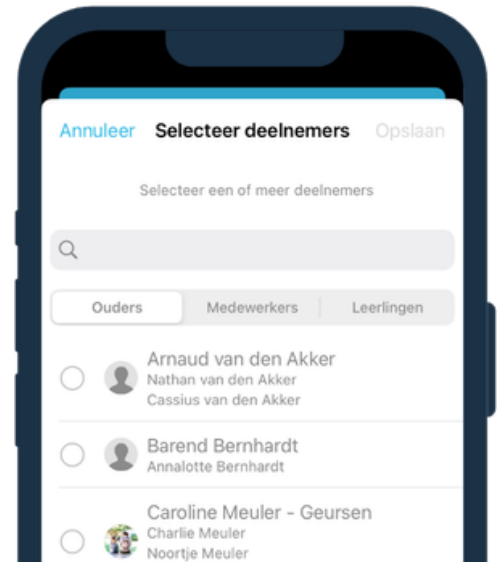 Annuleer Selecteer deelnemers Opslaan
Selecteer een of meer deelnemers
Ouders Medewerkers Leerlingen
Arnaud van den Akker
Nathan van den Akker
Cassius van den Akker
Barend Bernhardt
Annalotte Bernhardt
Caroline Meuler - Geursen
Charlie Meuler
Noortje Meuler